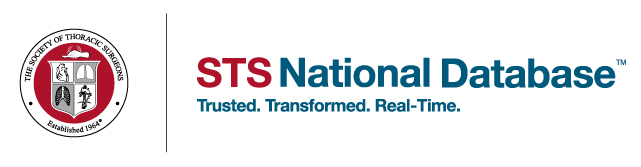 THE SOCIETY OF THORACIC SURGEONS
Established 1964
STS National Database™
Trusted. Transformed. Real-Time.